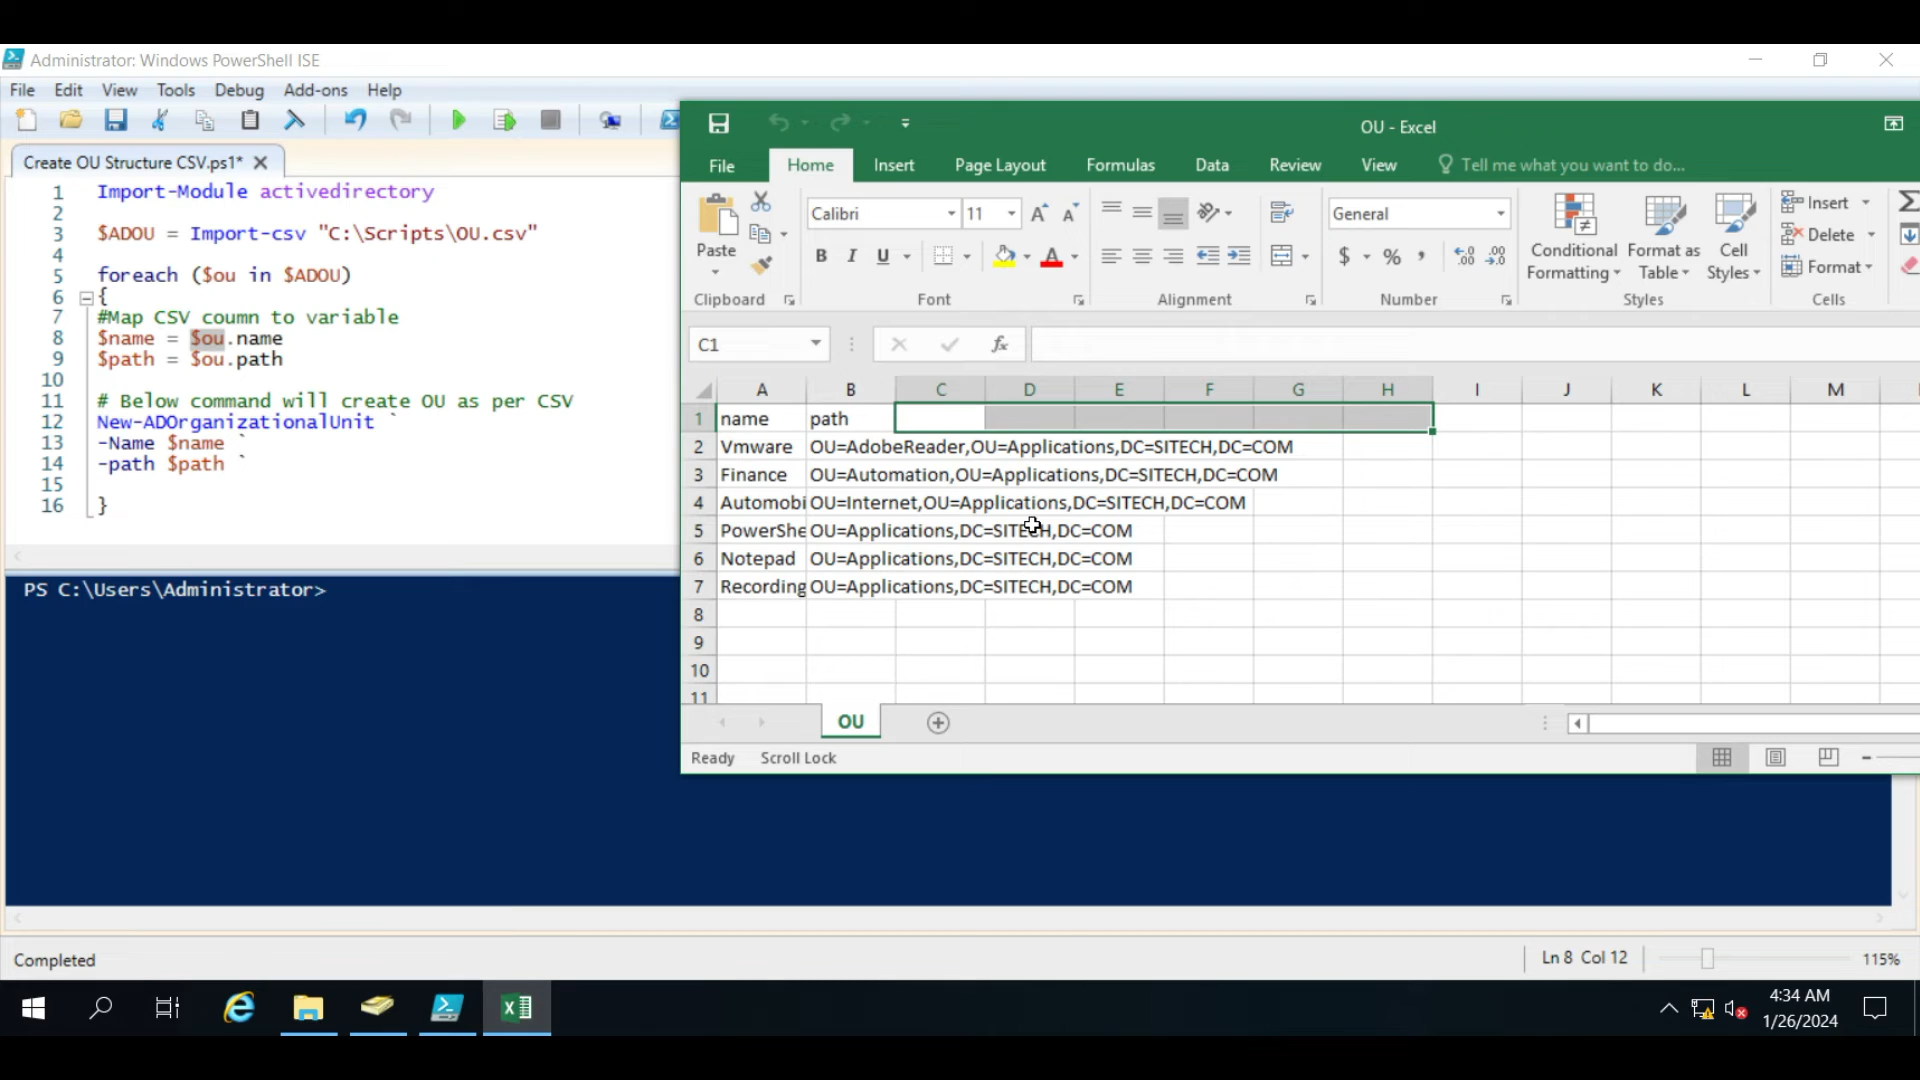 Administrator: Windows PowerShell ISE
File Edit View Tools Debug Add-ons Help
Create OU Structure CSV.ps1*
1 Import-Module activedirectory
2
3 $ADOU = Import-csv "C:\Scripts\OU.csv"
4
5 foreach ($ou in $ADOU)
6 {
7 #Map CSV coumn to variable
8 $name = $ou.name
9 $path = $ou.path
10
11 # Below command will create OU as per CSV
12 New-ADOrganizationalUnit `
13 -Name $name `
14 -path $path `
15
16 }
PS C:\Users\Administrator>
OU - Excel
File Home Insert Page Layout Formulas Data Review View Tell me what you want to do...
Paste
Calibri 11
B I U
General
$ % ,
Conditional Formatting
Format as Table
Cell Styles
Insert
Delete
Format
Clipboard Font Alignment Number Styles Cells
C1 fx
A B C D E F G H I J K L M
1 name path
2 Vmware OU=AdobeReader,OU=Applications,DC=SITECH,DC=COM
3 Finance OU=Automation,OU=Applications,DC=SITECH,DC=COM
4 Automobi OU=Internet,OU=Applications,DC=SITECH,DC=COM
5 PowerShe OU=Applications,DC=SITECH,DC=COM
6 Notepad OU=Applications,DC=SITECH,DC=COM
7 Recording OU=Applications,DC=SITECH,DC=COM
8
9
10
11
OU
Ready Scroll Lock
Completed
Ln 8 Col 12
115%
4:34 AM
1/26/2024